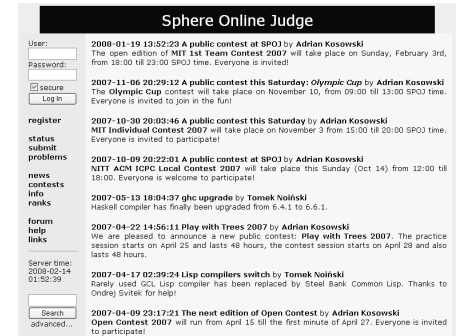 Sphere Online Judge
User:
Password:
secure
Log In
register
status
submit
problems
news
contests
info
ranks
forum
help
links
Server time:
2008-02-14
01:52:39
Search
advanced...
2008-01-19 13:52:23 A public contest at SPOJ by Adrian Kosowski
The open edition of MIT 1st Team Contest 2007 will take place on Sunday, February 3rd,
from 18:00 till 23:00 SPOJ time. Everyone is invited!
2007-11-06 20:29:12 A public contest this Saturday: Olympic Cup by Adrian Kosowski
The Olympic Cup contest will take place on November 10, from 09:00 till 13:00 SPOJ time.
Everyone is invited to join in the fun!
2007-10-30 20:03:46 A public contest this Saturday by Adrian Kosowski
MIT Individual Contest 2007 will take place on November 3 from 15:00 till 20:00 SPOJ time.
Everyone is invited to participate!
2007-10-09 20:22:01 A public contest at SPOJ by Adrian Kosowski
NITT ACM ICPC Local Contest 2007 will take place this Sunday (Oct 14) from 12:00 till
18:00. Everyone is welcome to participate!
2007-05-13 18:04:37 ghc upgrade by Tomek Noiński
Haskell compiler has finally been upgraded from 6.4.1 to 6.6.1.
2007-04-22 14:56:11 Play with Trees 2007 by Adrian Kosowski
We are pleased to announce a new public contest: Play with Trees 2007. The practice
session starts on April 25 and lasts 48 hours, the contest session starts on April 28 and also
lasts 48 hours.
2007-04-17 02:39:24 Lisp compilers switch by Tomek Noiński
Rarely used GCL Lisp compiler has been replaced by Steel Bank Common Lisp. Thanks to
Ondrej Svitek for help!
2007-04-09 23:17:21 The next edition of Open Contest by Adrian Kosowski
Open Contest 2007 will run from April 15 till the first minute of April 27. Everyone is invited
to participate!